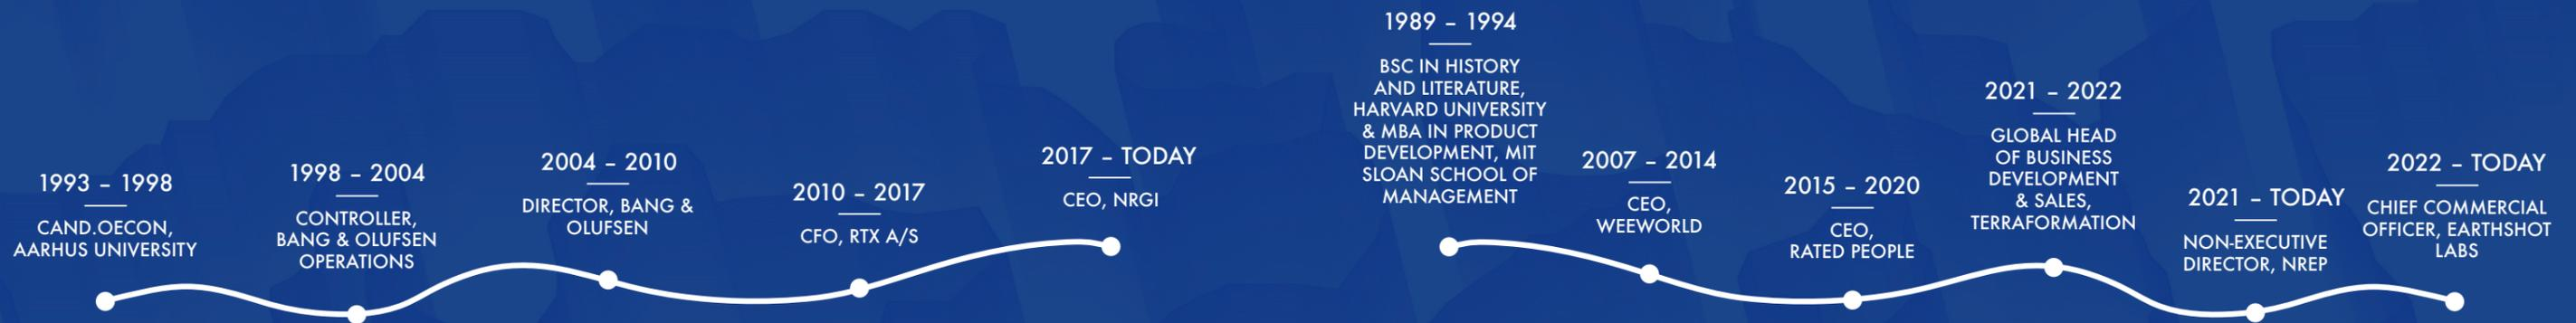 1993 – 1998
CAND.OECON,
AARHUS UNIVERSITY
1998 – 2004
CONTROLLER,
BANG & OLUFSEN
OPERATIONS
2004 – 2010
DIRECTOR, BANG &
OLUFSEN
2010 – 2017
CFO, RTX A/S
2017 – TODAY
CEO, NRGI
1989 – 1994
BSC IN HISTORY
AND LITERATURE,
HARVARD UNIVERSITY
& MBA IN PRODUCT
DEVELOPMENT, MIT
SLOAN SCHOOL OF
MANAGEMENT
2007 – 2014
CEO,
WEEWORLD
2015 – 2020
CEO,
RATED PEOPLE
2021 – 2022
GLOBAL HEAD
OF BUSINESS
DEVELOPMENT
& SALES,
TERRAFORMATION
2021 – TODAY
NON-EXECUTIVE
DIRECTOR, NREP
2022 – TODAY
CHIEF COMMERCIAL
OFFICER, EARTHSHOT
LABS